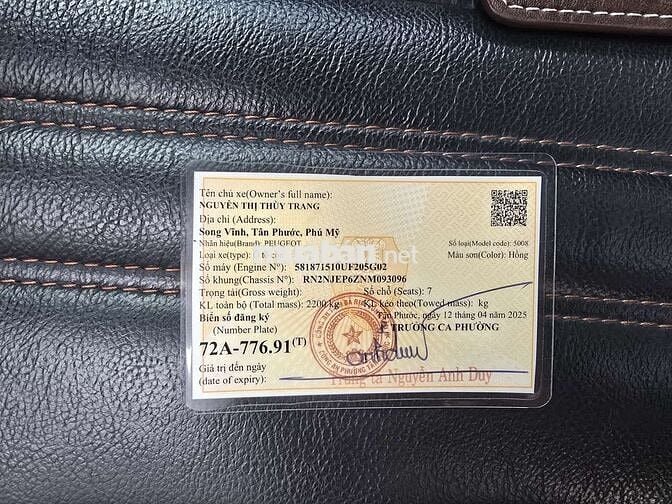 Tên chủ xe(Owner's full name):
NGUYỄN THỊ THÙY TRANG
Địa chỉ (Address):
Song Vĩnh, Tân Phước, Phú Mỹ
Nhãn hiệu(Brand): PEUGEOT
Số loại(Model code): 5008
Loại xe(type):
Màu sơn(Color): Hồng
Số máy (Engine Nº): 581871510UF205G02
Số khung(Chassis Nº): RN2NJEP6ZNM093096
Trọng tải(Gross weight):
Số chỗ (Seats): 7
KL toàn bộ (Total mass): 2200 kg
KL kéo theo(Towed mass): kg
Biển số đăng ký
Tân Phước, ngày 12 tháng 04 năm 2025
(Number Plate)
TRƯỞNG CA PHƯỜNG
72A-776.91(T)
Giá trị đến ngày
(date of expiry):
Trung tá Nguyễn Anh Duy